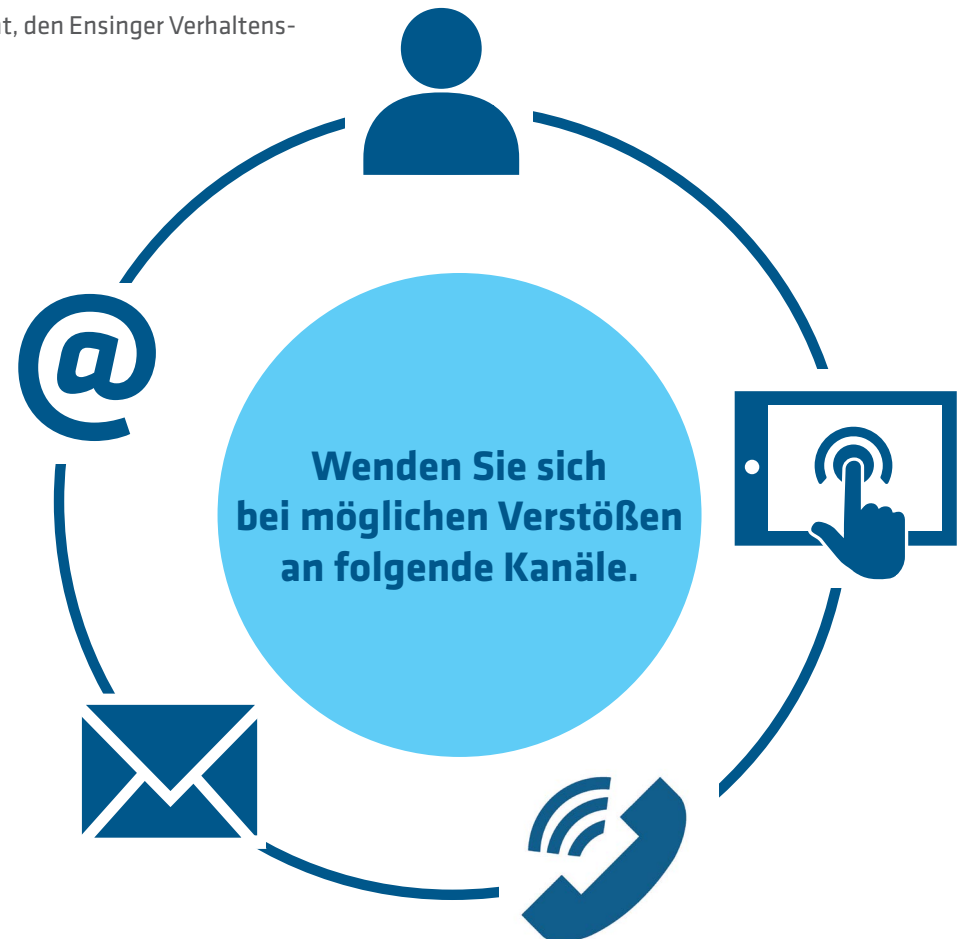 t, den Ensinger Verhaltens-
@
Wenden Sie sich
bei möglichen Verstößen
an folgende Kanäle.